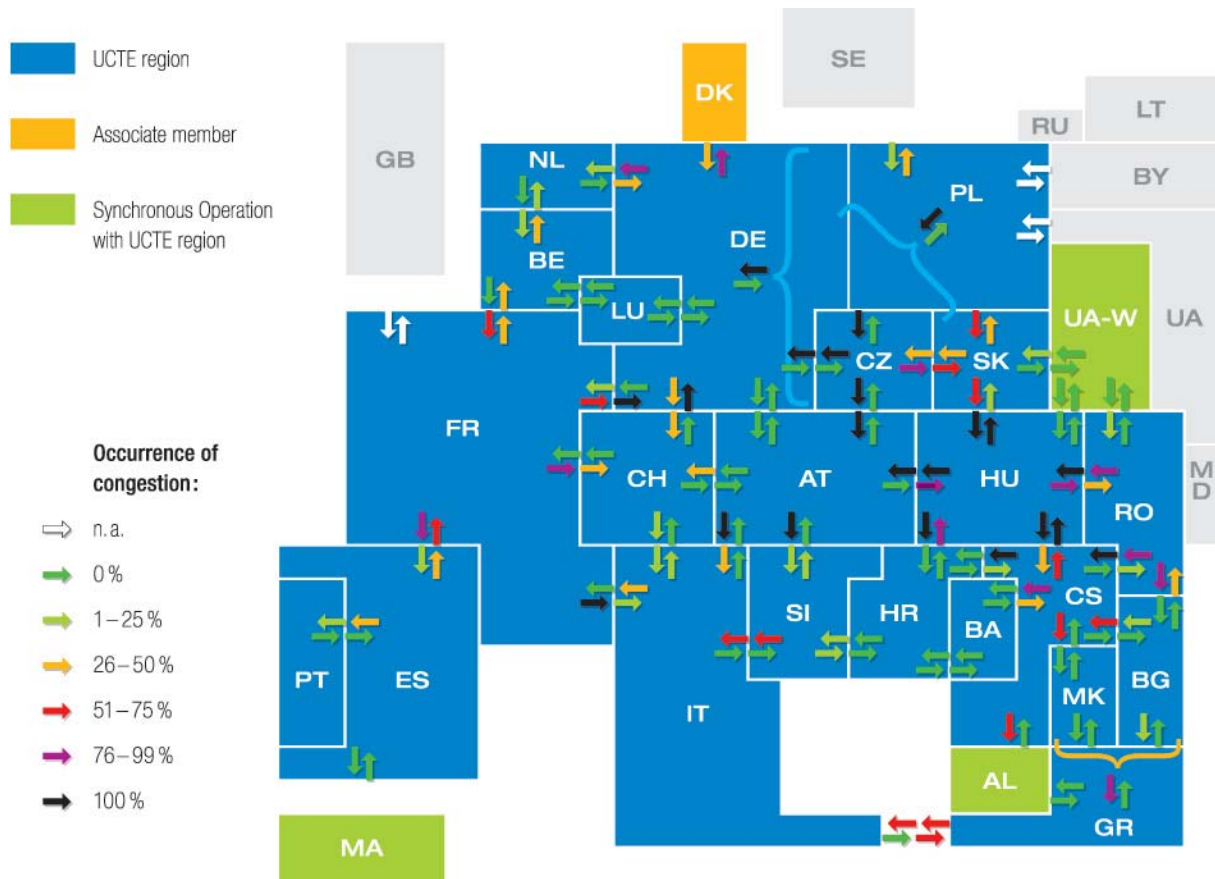 UCTE region
Associate member
Synchronous Operation
with UCTE region
GB
DK
SE
RU
LT
NL
PL
BY
DE
BE
LU
UA-W
UA
CZ
SK
FR
CH
AT
HU
RO
M
D
Occurrence of
congestion:
n. a.
0 %
1–25 %
26–50 %
51–75 %
76–99 %
100 %
PT
ES
IT
SI
HR
BA
CS
MK
BG
AL
GR
MA